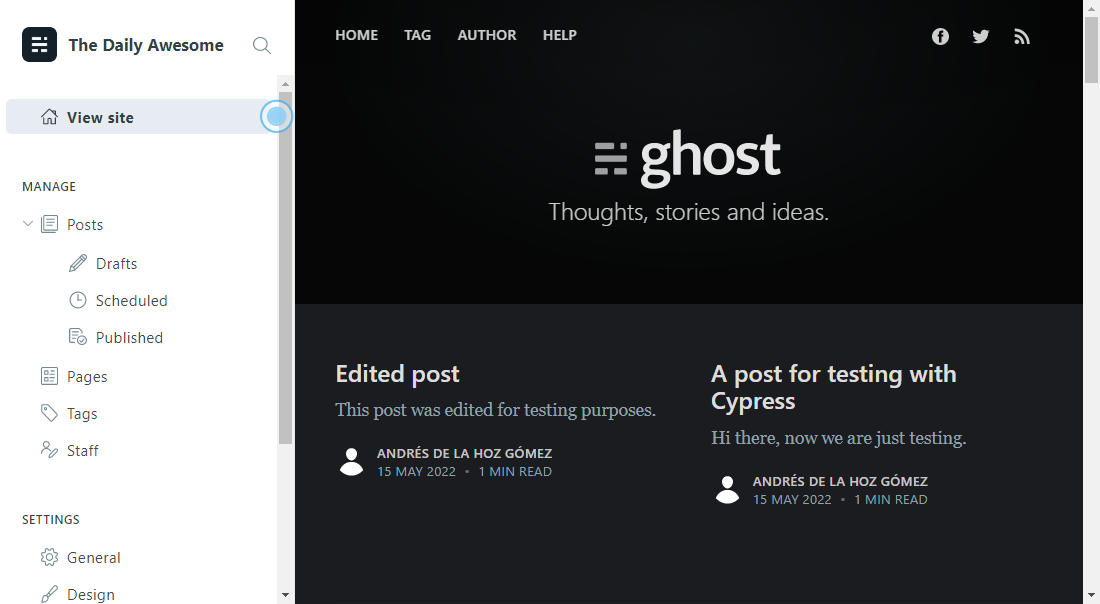 The Daily Awesome
View site
MANAGE
Posts
Drafts
Scheduled
Published
Pages
Tags
Staff
SETTINGS
General
Design
HOME TAG AUTHOR HELP
ghost
Thoughts, stories and ideas.
Edited post
This post was edited for testing purposes.
ANDRÉS DE LA HOZ GÓMEZ
15 MAY 2022 • 1 MIN READ
A post for testing with
Cypress
Hi there, now we are just testing.
ANDRÉS DE LA HOZ GÓMEZ
15 MAY 2022 • 1 MIN READ